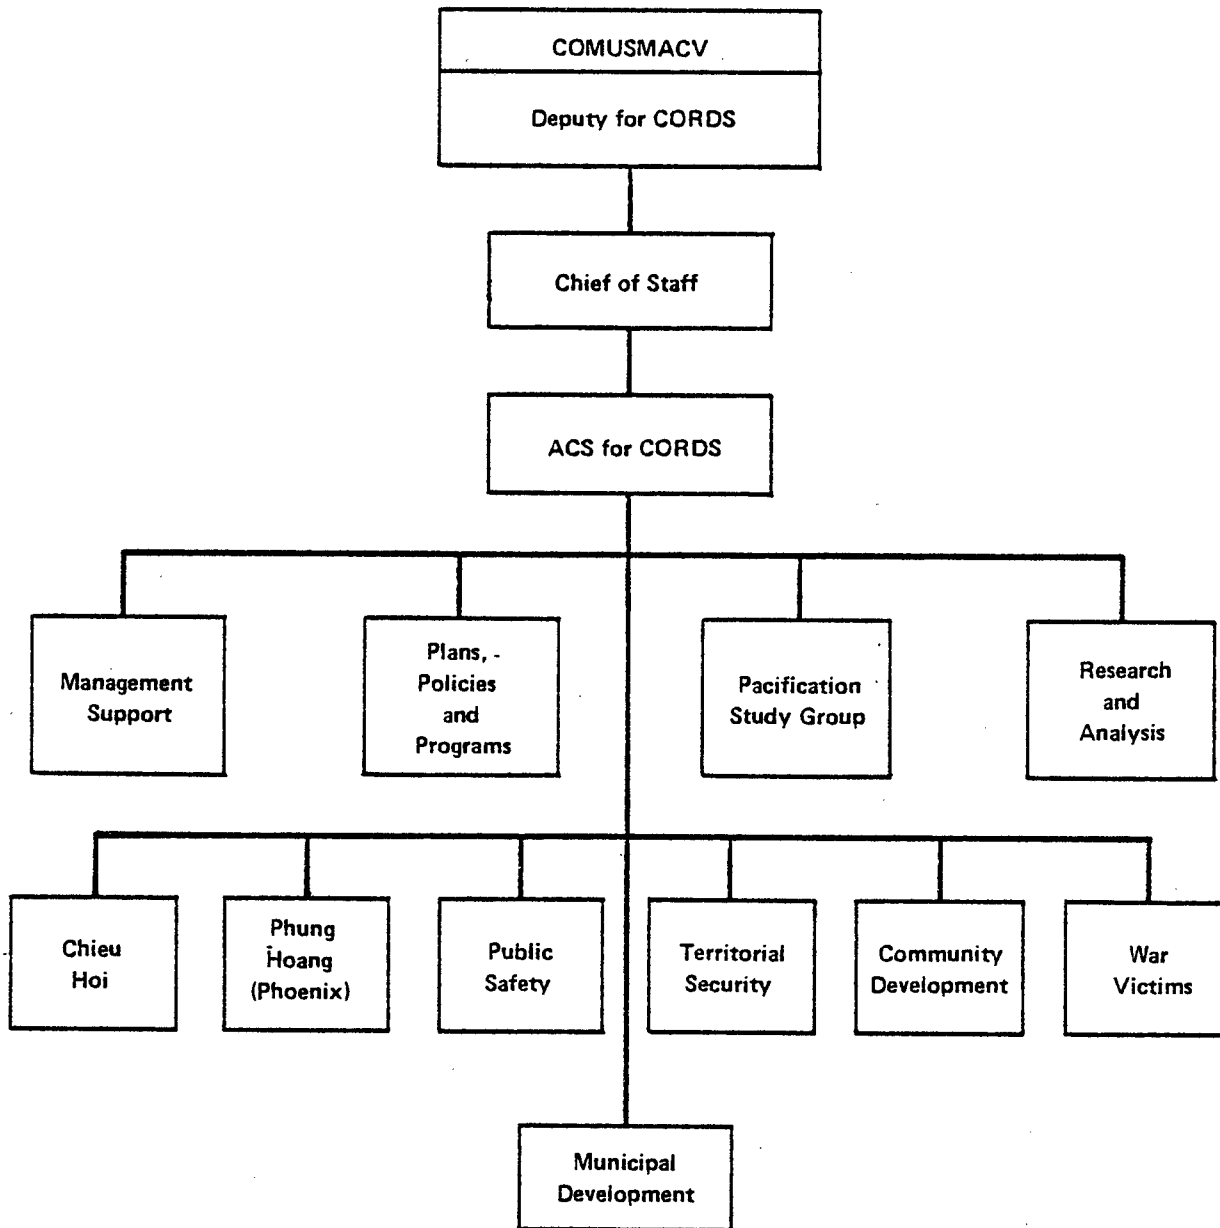 COMUSMACV
Deputy for CORDS
Chief of Staff
ACS for CORDS
Management
Support
Plans,
Policies
and
Programs
Pacification
Study Group
Research
and
Analysis
Chieu
Hoi
Phung
Hoang
(Phoenix)
Public
Safety
Territorial
Security
Community
Development
War
Victims
Municipal
Development